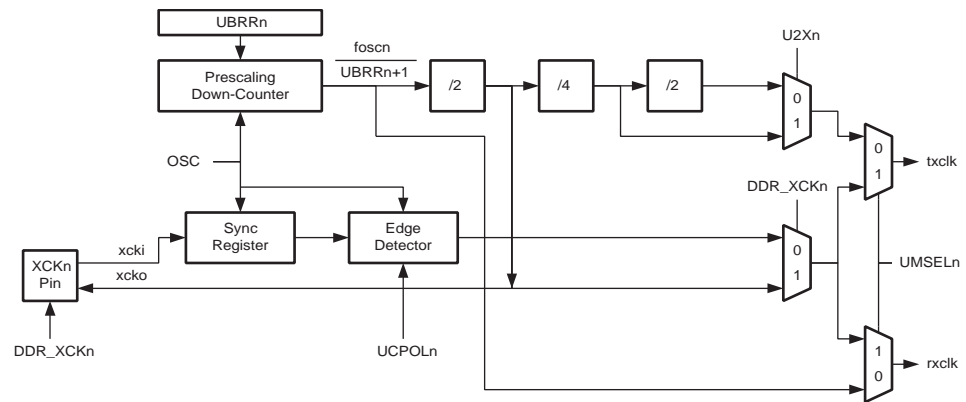 UBRRn
foscn
UBRRn+1
U2Xn
Prescaling
Down-Counter
/2
/4
/2
0
1
OSC
0
1
txclk
DDR_XCKn
Sync
Register
Edge
Detector
xcki
0
1
XCKn
Pin
xcko
UMSELn
DDR_XCKn
UCPOLn
1
0
rxclk